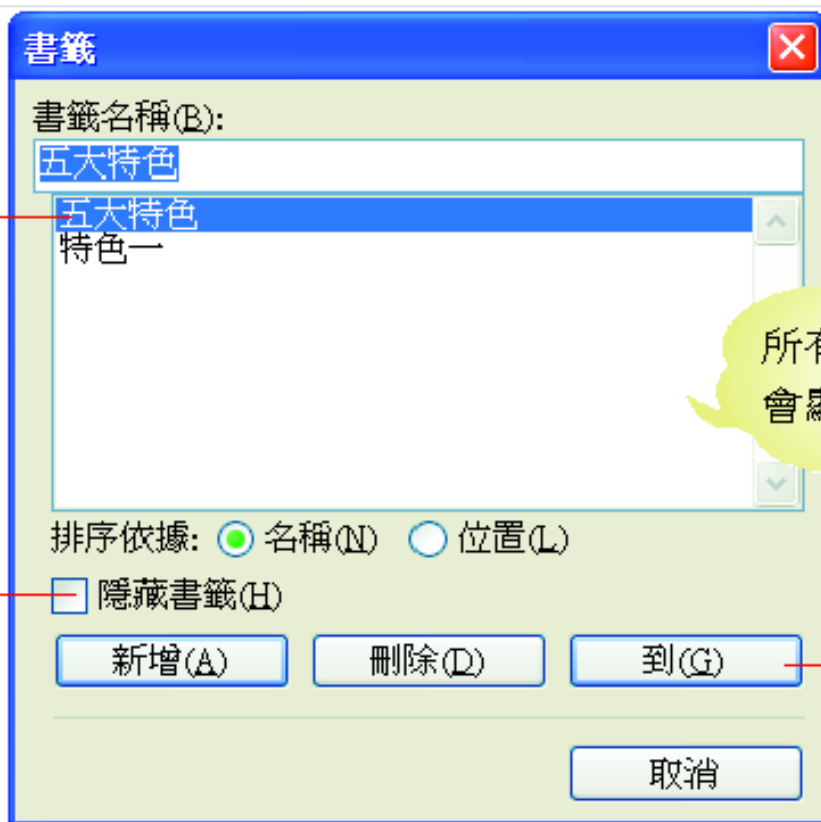 書籤
書籤名稱(B):
五大特色
五大特色
特色一
所有
會顯
排序依據: 名稱(N) 位置(L)
隱藏書籤(H)
新增(A) 刪除(D) 到(G)
取消